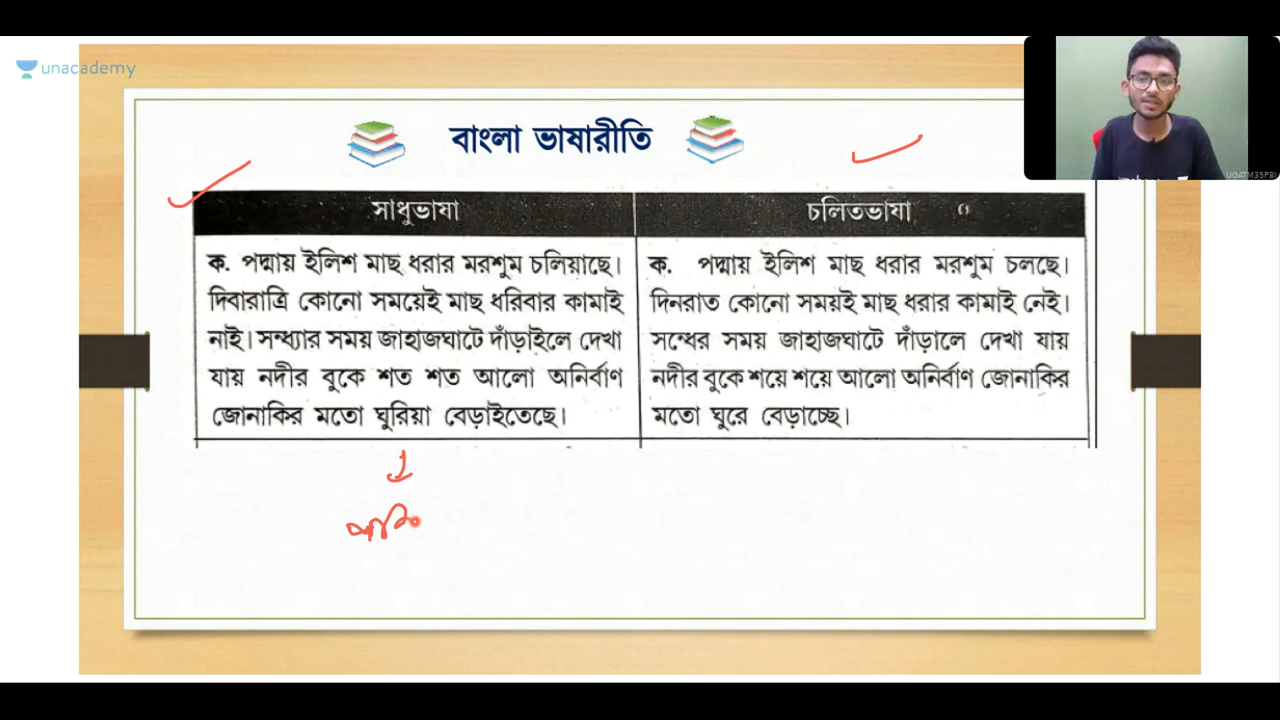 unacademy
বাংলা ভাষারীতি
UGATM35P8I
সাধুভাষা
চলিতভাষা
ক. পদ্মায় ইলিশ মাছ ধরার মরশুম চলিয়াছে।
দিবারাত্রি কোনো সময়েই মাছ ধরিবার কামাই
নাই। সন্ধ্যার সময় জাহাজঘাটে দাঁড়াইলে দেখা
যায় নদীর বুকে শত শত আলো অনির্বাণ
জোনাকির মতো ঘুরিয়া বেড়াইতেছে।
ক. পদ্মায় ইলিশ মাছ ধরার মরশুম চলছে।
দিনরাত কোনো সময়ই মাছ ধরার কামাই নেই।
সন্ধের সময় জাহাজঘাটে দাঁড়ালে দেখা যায়
নদীর বুকে শয়ে শয়ে আলো অনির্বাণ জোনাকির
মতো ঘুরে বেড়াচ্ছে।